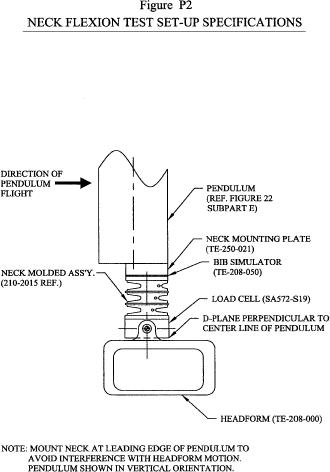 Figure P2
NECK FLEXION TEST SET-UP SPECIFICATIONS
DIRECTION OF
PENDULUM
FLIGHT
PENDULUM
(REF. FIGURE 22
SUBPART E)
NECK MOUNTING PLATE
(TE-250-021)
BIB SIMULATOR
(TE-208-050)
NECK MOLDED ASS'Y.
(210-2015 REF.)
LOAD CELL (SA572-S19)
D-PLANE PERPENDICULAR TO
CENTER LINE OF PENDULUM
HEADFORM (TE-208-000)
NOTE: MOUNT NECK AT LEADING EDGE OF PENDULUM TO
AVOID INTERFERENCE WITH HEADFORM MOTION.
PENDULUM SHOWN IN VERTICAL ORIENTATION.